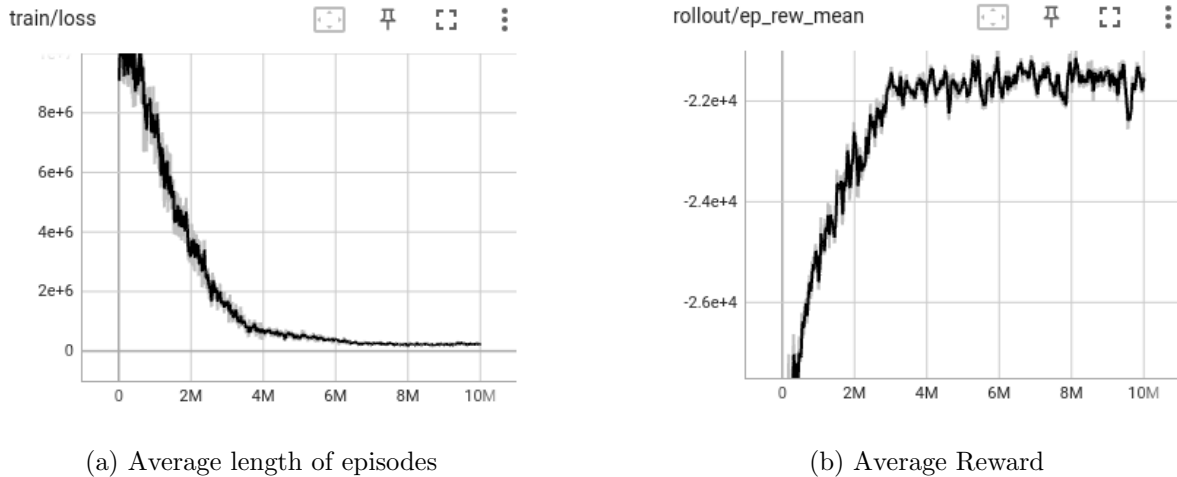 train/loss
8e+6
6e+6
4e+6
2e+6
0
0 2M 4M 6M 8M 10M
(a) Average length of episodes
rollout/ep_rew_mean
-2.2e+4
-2.4e+4
-2.6e+4
0 2M 4M 6M 8M 10M
(b) Average Reward